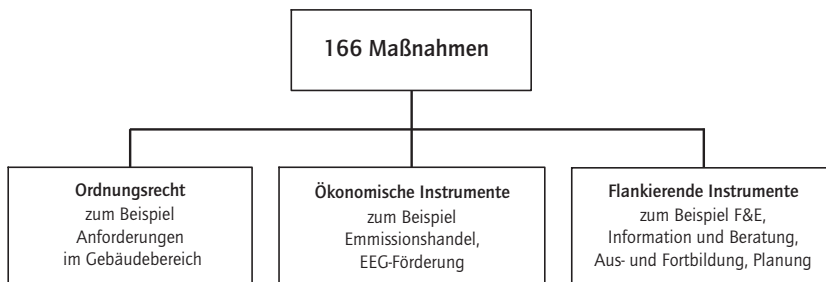 166 Maßnahmen
Ordnungsrecht
zum Beispiel
Anforderungen
im Gebäudebereich
Ökonomische Instrumente
zum Beispiel
Emmissionshandel,
EEG-Förderung
Flankierende Instrumente
zum Beispiel F&E,
Information und Beratung,
Aus- und Fortbildung, Planung